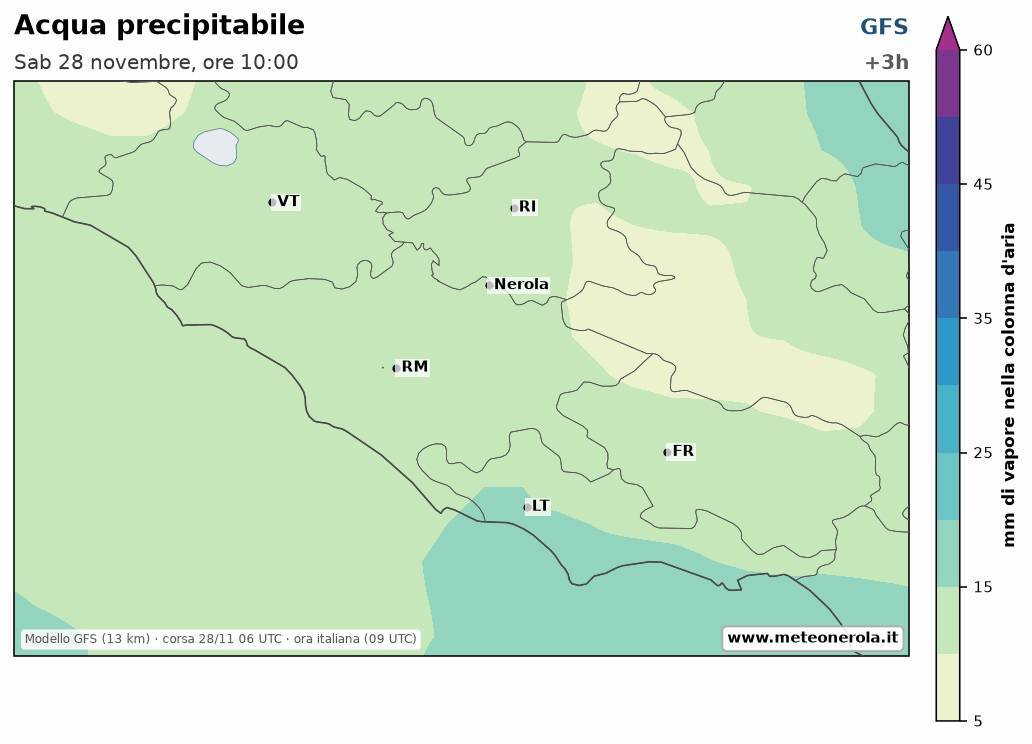 Acqua precipitabile
GFS
Sab 28 novembre, ore 10:00
+3h
60
45
35
25
15
5
mm di vapore nella colonna d'aria
VT
RI
Nerola
RM
FR
LT
Modello GFS (13 km) · corsa 28/11 06 UTC · ora italiana (09 UTC)
www.meteonerola.it